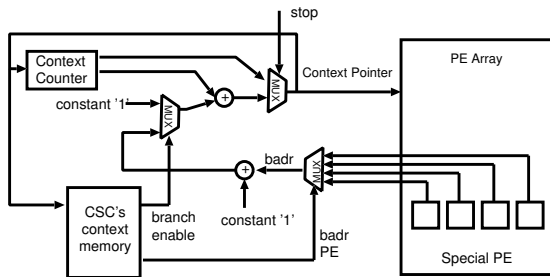 stop
Context
Counter
MUX
Context Pointer
PE Array
constant '1'
MUX
+
+
badr
MUX
CSC's
context
memory
branch
enable
constant '1'
badr
PE
Special PE